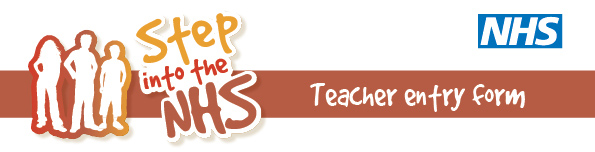 Step
into the
NHS
NHS
Teacher entry form